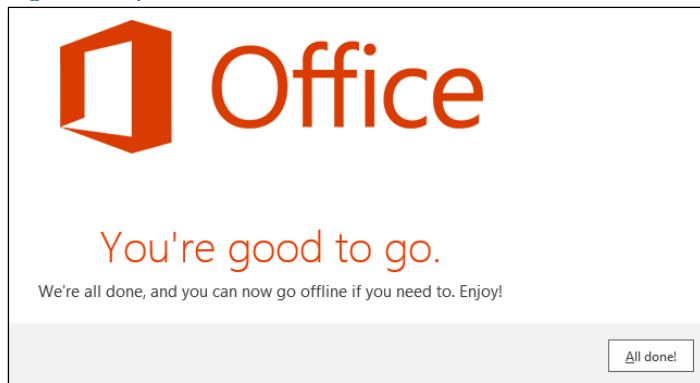 Office
You're good to go.
We're all done, and you can now go offline if you need to. Enjoy!
All done!